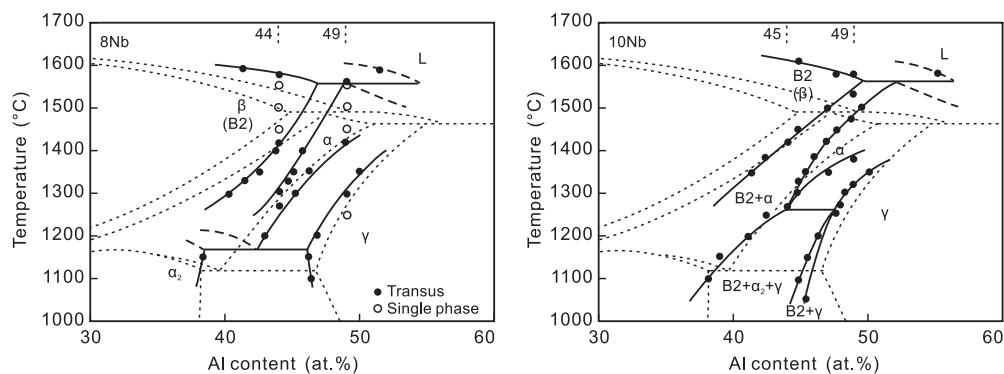 1700
1600
1500
1400
1300
1200
1100
1000
Temperature (°C)
8Nb
44
49
L
β
(B2)
α
γ
α₂
Transus
Single phase
30
40
50
60
Al content (at.%)
1700
1600
1500
1400
1300
1200
1100
1000
Temperature (°C)
10Nb
45
49
L
B2
(β)
α
B2+α
γ
B2+α₂+γ
B2+γ
30
40
50
60
Al content (at.%)